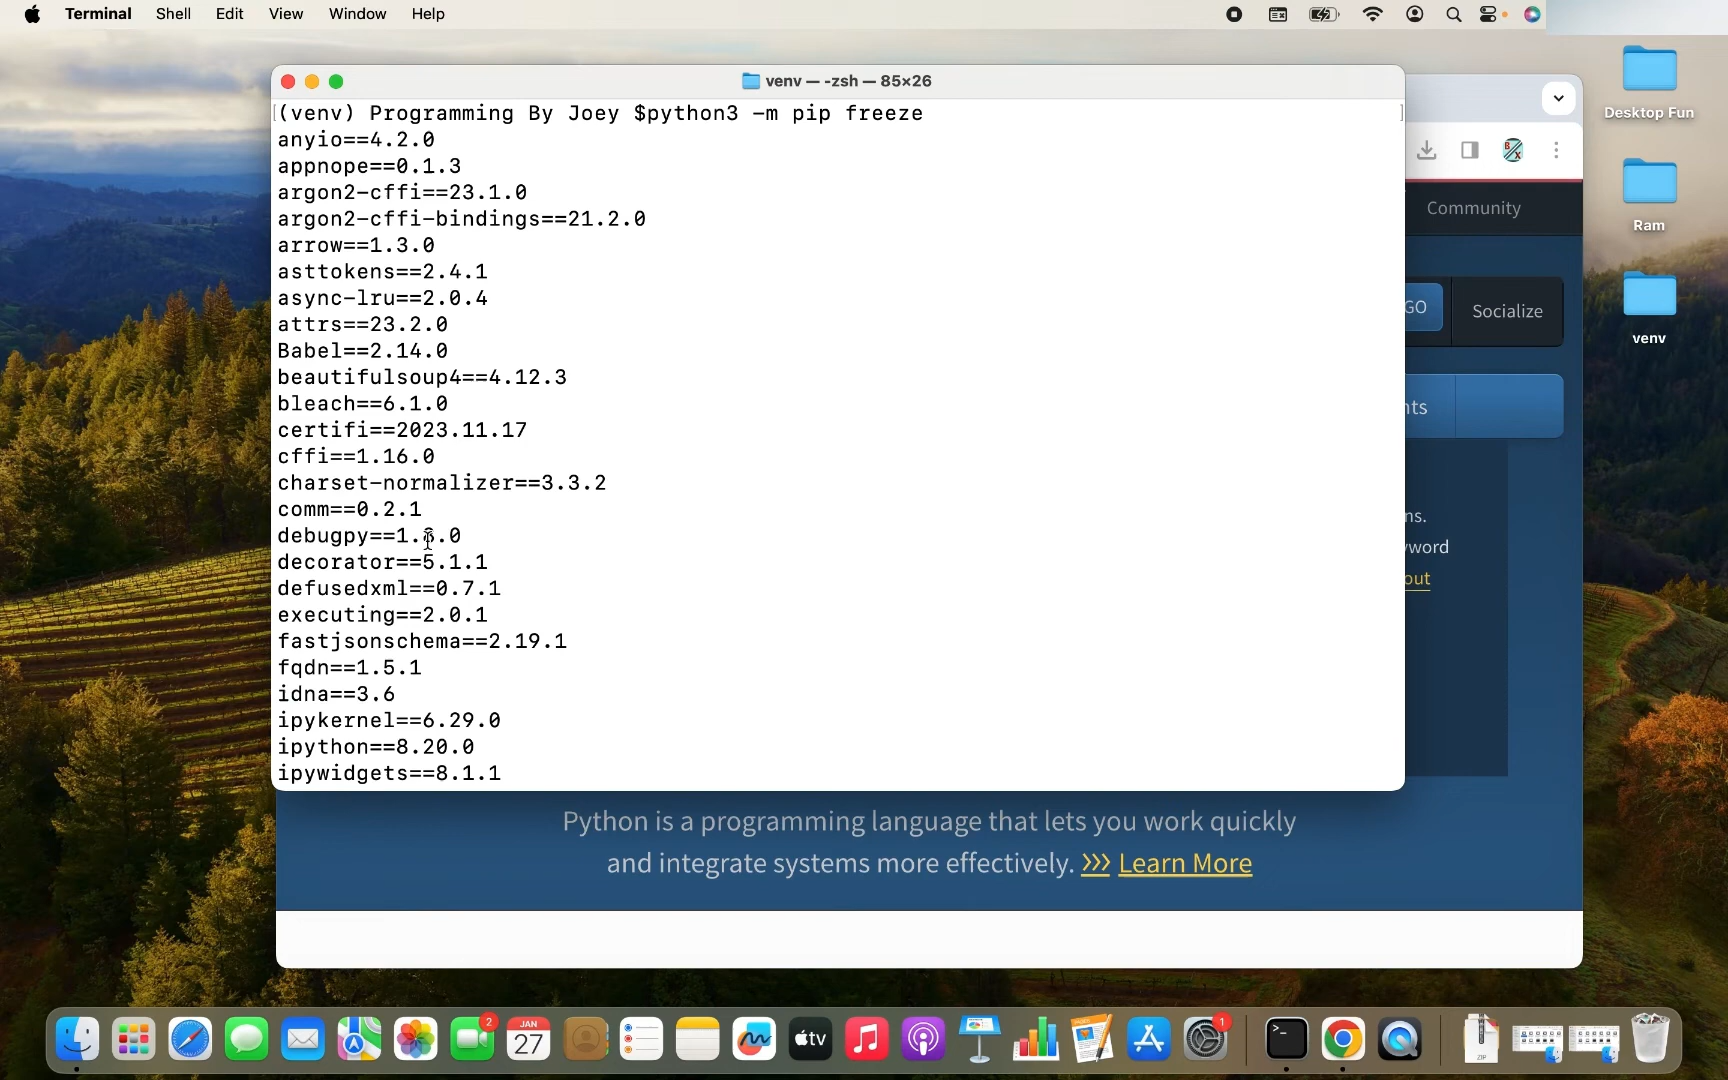 Terminal Shell Edit View Window Help
venv — -zsh — 85×26
(venv) Programming By Joey $python3 -m pip freeze
anyio==4.2.0
appnope==0.1.3
argon2-cffi==23.1.0
argon2-cffi-bindings==21.2.0
arrow==1.3.0
asttokens==2.4.1
async-lru==2.0.4
attrs==23.2.0
Babel==2.14.0
beautifulsoup4==4.12.3
bleach==6.1.0
certifi==2023.11.17
cffi==1.16.0
charset-normalizer==3.3.2
comm==0.2.1
decorator==5.1.1
defusedxml==0.7.1
executing==2.0.1
fastjsonschema==2.19.1
fqdn==1.5.1
idna==3.6
ipykernel==6.29.0
ipython==8.20.0
ipywidgets==8.1.1
Community
GO
Socialize
nts
ns.
word
out
Python is a programming language that lets you work quickly
and integrate systems more effectively. >>> Learn More
Desktop Fun
Ram
venv
2
JAN
27
tv
1
>_
ZIP